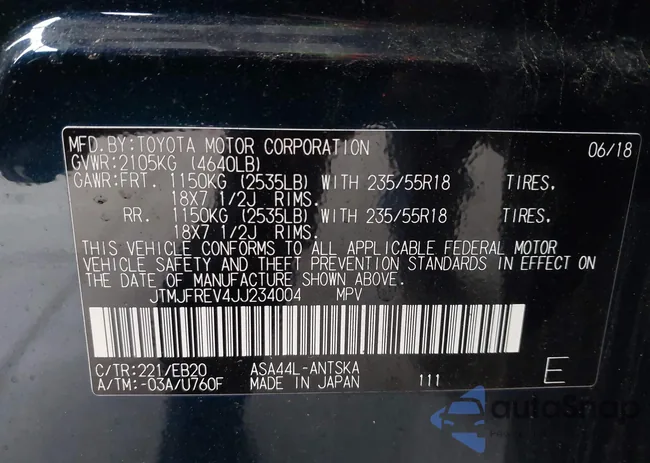 MFD.BY:TOYOTA MOTOR CORPORATION 06/18
GVWR:2105KG (4640LB)
GAWR:FRT. 1150KG (2535LB) WITH 235/55R18 TIRES.
18X7 1/2J RIMS.
RR. 1150KG (2535LB) WITH 235/55R18 TIRES.
18X7 1/2J RIMS.
THIS VEHICLE CONFORMS TO ALL APPLICABLE FEDERAL MOTOR
VEHICLE SAFETY AND THEFT PREVENTION STANDARDS IN EFFECT ON
THE DATE OF MANUFACTURE SHOWN ABOVE.
JTMJFREV4JJ234004 MPV
C/TR:221/EB20 ASA44L-ANTSKA
A/TM:-03A/U760F MADE IN JAPAN 111 E
autoSnap